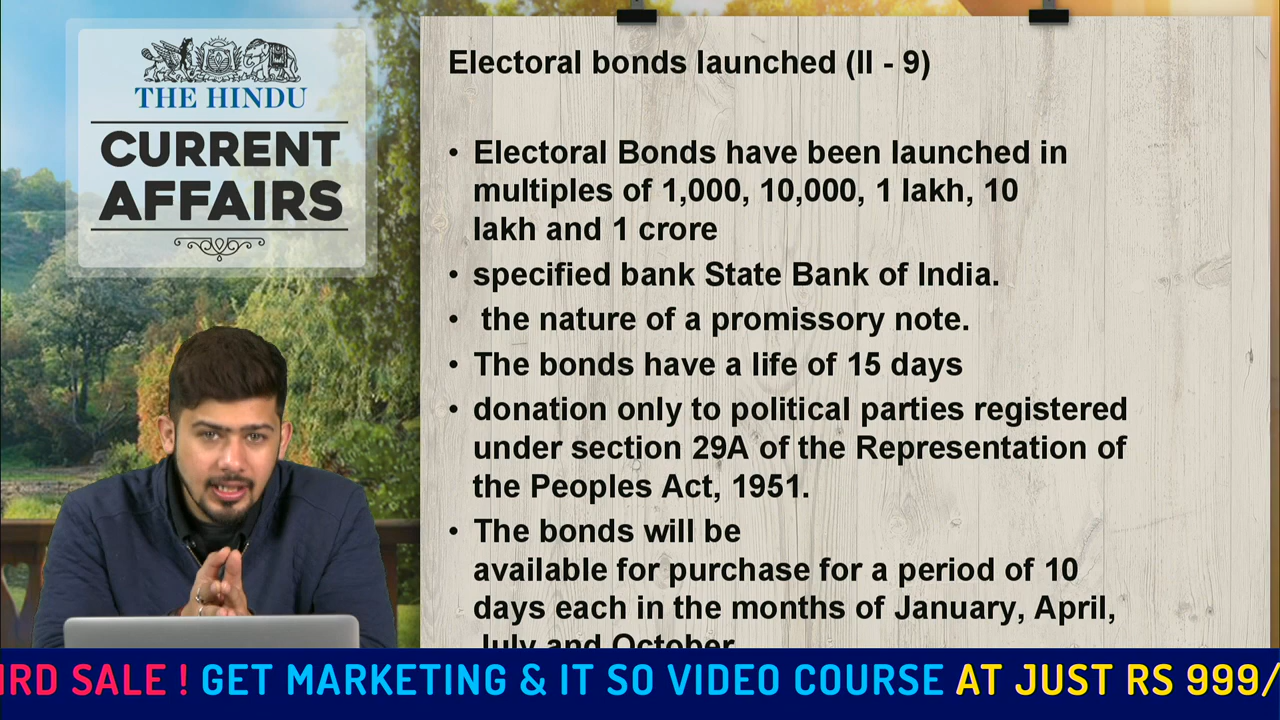 THE HINDU
CURRENT
AFFAIRS
Electoral bonds launched (II - 9)
• Electoral Bonds have been launched in
multiples of 1,000, 10,000, 1 lakh, 10
lakh and 1 crore
• specified bank State Bank of India.
• the nature of a promissory note.
• The bonds have a life of 15 days
• donation only to political parties registered
under section 29A of the Representation of
the Peoples Act, 1951.
• The bonds will be
available for purchase for a period of 10
days each in the months of January, April,
July and October
IRD SALE ! GET MARKETING & IT SO VIDEO COURSE AT JUST RS 999/